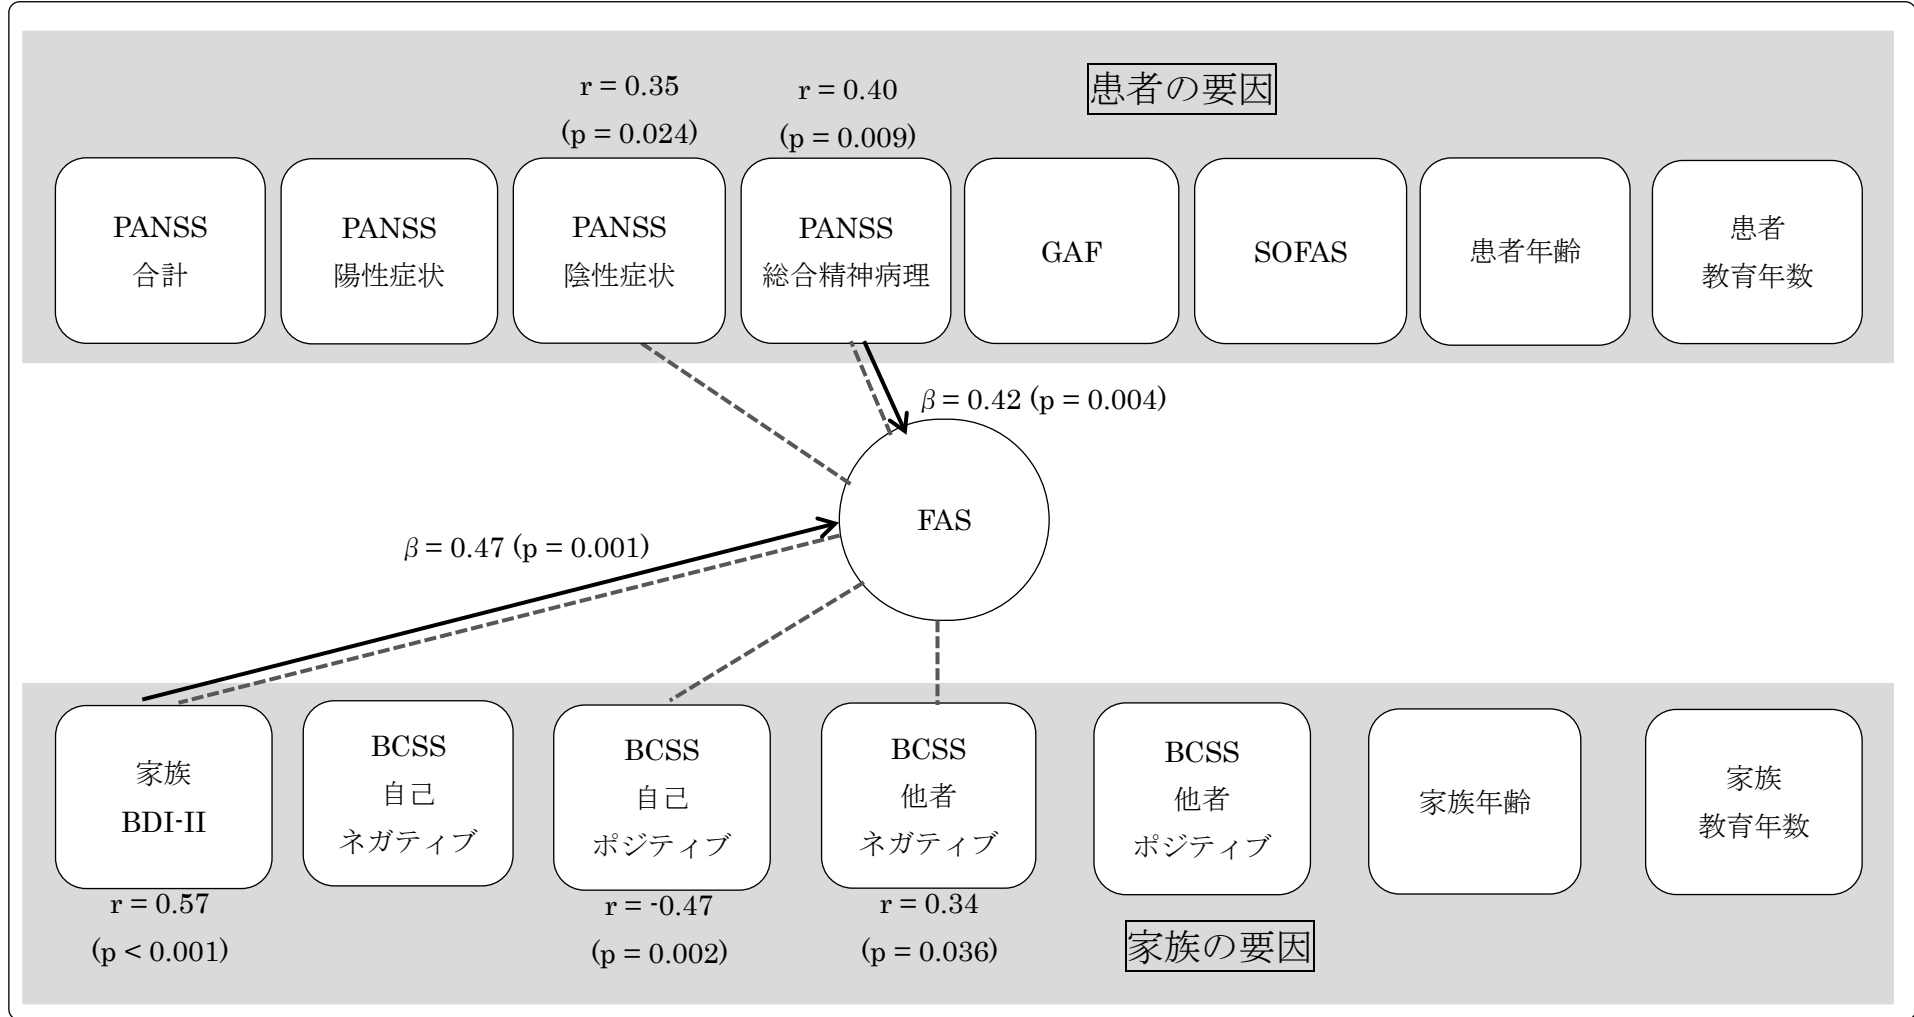 患者の要因
r = 0.35
(p = 0.024)
r = 0.40
(p = 0.009)
PANSS
合計
PANSS
陽性症状
PANSS
陰性症状
PANSS
総合精神病理
GAF
SOFAS
患者年齢
患者
教育年数
β = 0.42 (p = 0.004)
FAS
β = 0.47 (p = 0.001)
家族
BDI-II
BCSS
自己
ネガティブ
BCSS
自己
ポジティブ
BCSS
他者
ネガティブ
BCSS
他者
ポジティブ
家族年齢
家族
教育年数
r = 0.57
(p < 0.001)
r = -0.47
(p = 0.002)
r = 0.34
(p = 0.036)
家族の要因